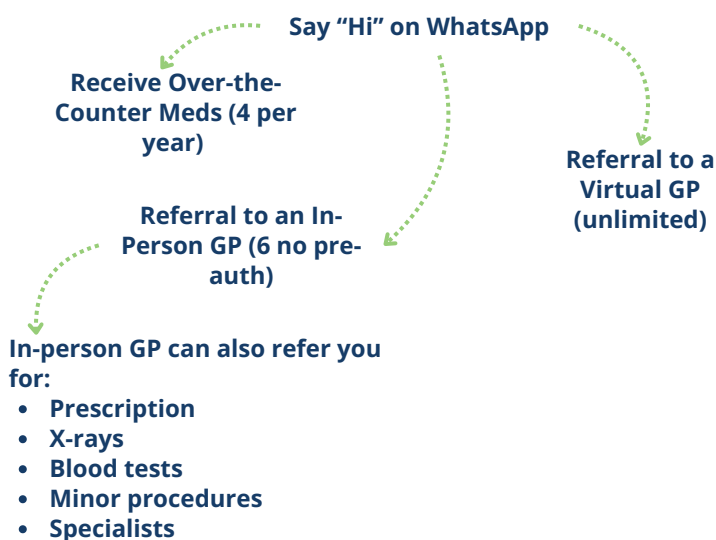 Say “Hi” on WhatsApp
Receive Over-the-
Counter Meds (4 per
year)
Referral to a
Virtual GP
(unlimited)
Referral to an In-
Person GP (6 no pre-
auth)
In-person GP can also refer you
for:
• Prescription
• X-rays
• Blood tests
• Minor procedures
• Specialists